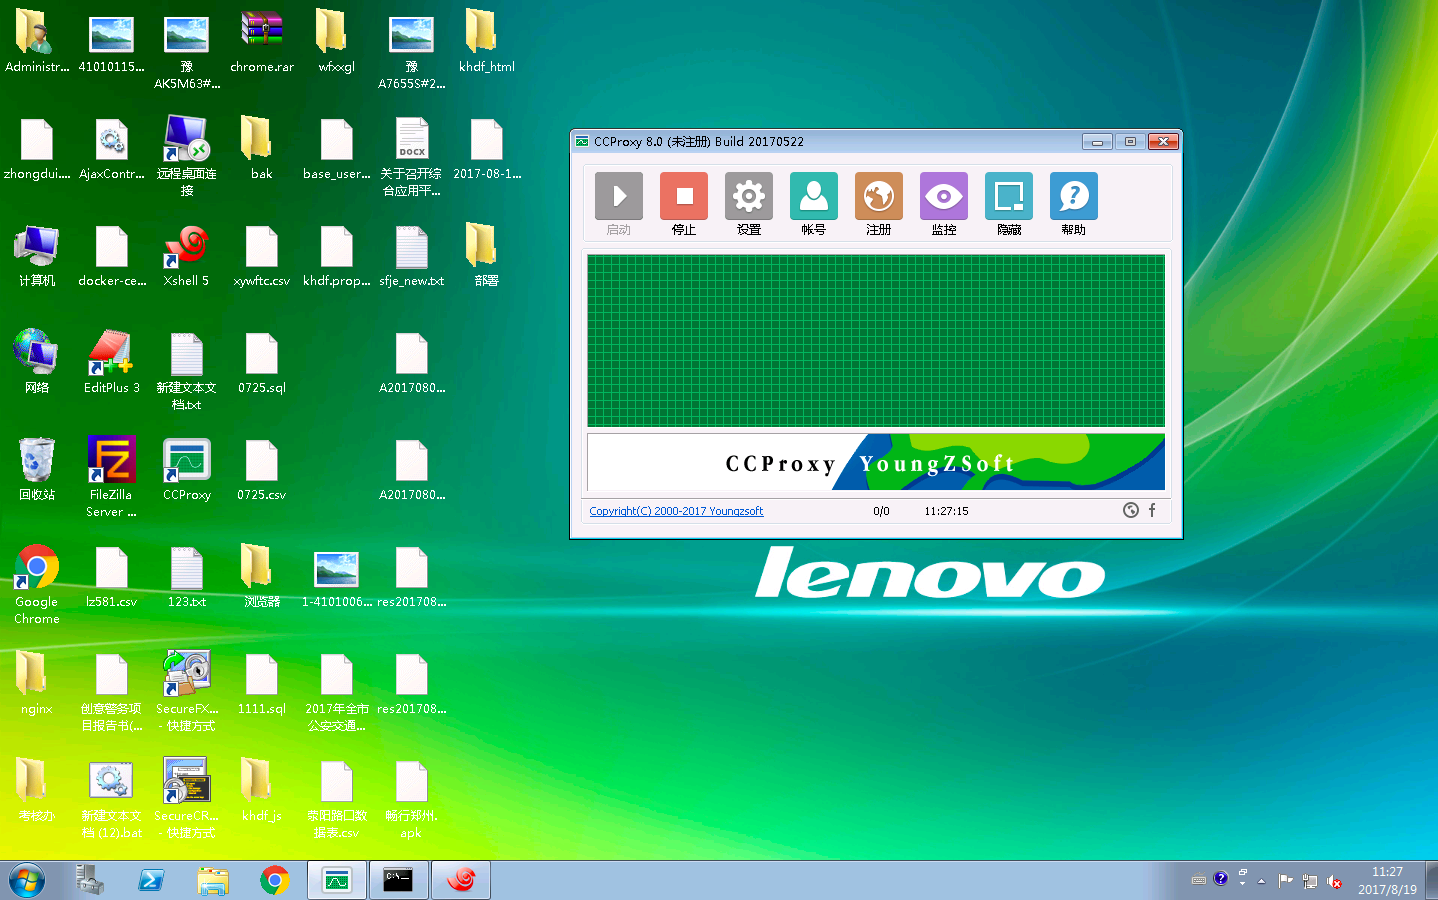 Administr...
41010115...
豫
AK5M63#...
chrome.rar
wfxxgl
豫
A7655S#2...
khdf_html
zhongdui....
AjaxContr...
远程桌面连
接
bak
base_user...
DOCX
关于召开综
合应用平...
2017-08-1...
计算机
docker-ce...
Xshell 5
xywftc.csv
khdf.prop...
sfje_new.txt
部署
网络
EditPlus 3
新建文本文
档.txt
0725.sql
A2017080...
回收站
FileZilla
Server ...
CCProxy
0725.csv
A2017080...
Google
Chrome
lz581.csv
123.txt
浏览器
1-4101006...
res201708...
nginx
创意警务项
目报告书(...
SecureFX...
- 快捷方式
1111.sql
2017年全市
公安交通...
res201708...
考核办
新建文本文
档 (12).bat
SecureCR...
- 快捷方式
khdf_js
荥阳路口数
据表.csv
畅行郑州.
apk
CCProxy 8.0 (未注册) Build 20170522
启动
停止
设置
帐号
注册
监控
隐藏
帮助
CCProxy YoungZSoft
Copyright(C) 2000-2017 Youngzsoft
0/0
11:27:15
lenovo
C:\
11:27
2017/8/19